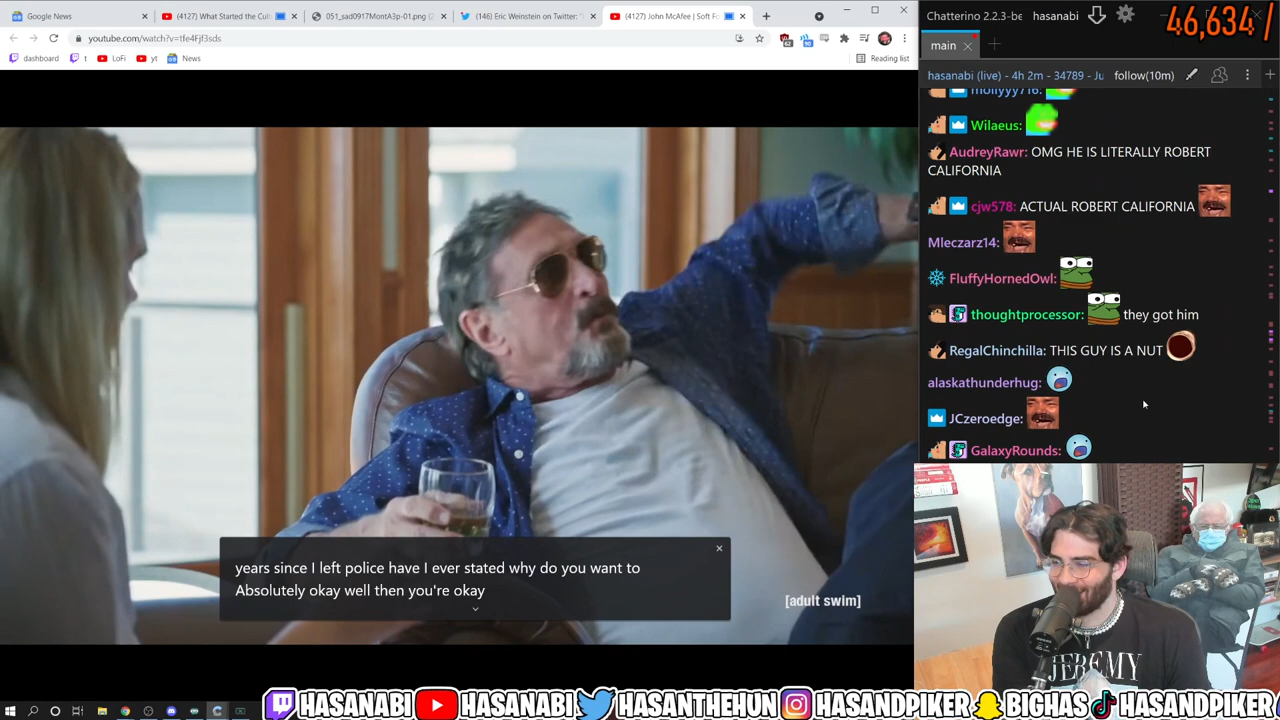 Google News
(4127) What Started the Cult
051_sad0917MontA3p-01.png (
(146) Eric Weinstein on Twitter: "
(4127) John McAfee | Soft Fo
youtube.com/watch?v=tfe4Fjf3sds
dashboard
t
LoFi
yt
News
Reading list
Chatterino 2.2.3-be
hasanabi
46,634 /
main
hasanabi (live) - 4h 2m - 34789 - Ju
follow(10m)
mollyyy716:
Wilaeus:
AudreyRawr: OMG HE IS LITERALLY ROBERT
CALIFORNIA
cjw578: ACTUAL ROBERT CALIFORNIA
Mleczarz14:
FluffyHornedOwl:
thoughtprocessor: they got him
RegalChinchilla: THIS GUY IS A NUT
alaskathunderhug:
JCzeroedge:
GalaxyRounds:
years since I left police have I ever stated why do you want to
Absolutely okay well then you're okay
[adult swim]
JEREMY
HASANABI
HASANABI
HASANTHEHUN
HASANDPIKER
BIGHAS
HASANDPIKER